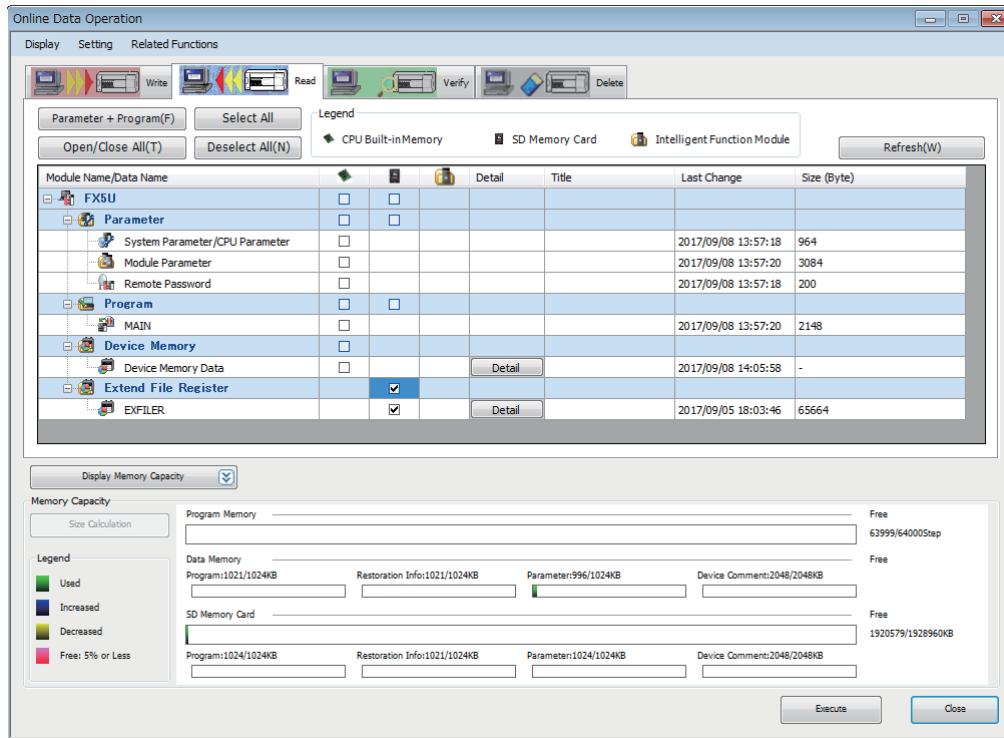 Online Data Operation
Display Setting Related Functions
Write Read Verify Delete
Parameter + Program(F) Select All Legend
CPU Built-inMemory SD Memory Card Intelligent Function Module
Open/Close All(T) Deselect All(N) Refresh(W)
Module Name/Data Name Detail Title Last Change Size (Byte)
FX5U
Parameter
System Parameter/CPU Parameter 2017/09/08 13:57:18 964
Module Parameter 2017/09/08 13:57:20 3084
Remote Password 2017/09/08 13:57:18 200
Program
MAIN 2017/09/08 13:57:20 2148
Device Memory
Device Memory Data Detail 2017/09/08 14:05:58 -
Extend File Register
EXFILER Detail 2017/09/05 18:03:46 65664
Display Memory Capacity
Memory Capacity
Size Calculation
Program Memory Free
63999/64000Step
Legend
Used
Increased
Decreased
Free: 5% or Less
Data Memory Free
Program:1021/1024KB Restoration Info:1021/1024KB Parameter:996/1024KB Device Comment:2048/2048KB
SD Memory Card Free
1920579/1928960KB
Program:1024/1024KB Restoration Info:1021/1024KB Parameter:1024/1024KB Device Comment:2048/2048KB
Execute Close